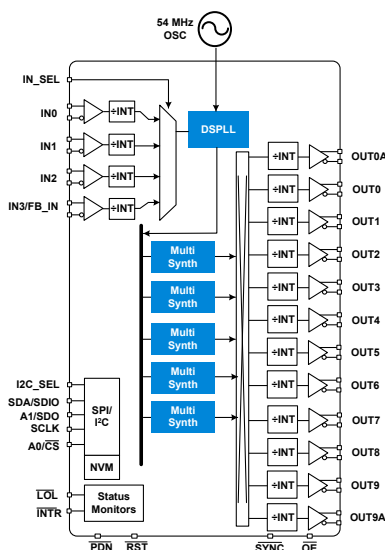 54 MHz
OSC
IN_SEL
IN0
÷INT
IN1
÷INT
IN2
÷INT
IN3/FB_IN
÷INT
DSPLL
Multi
Synth
Multi
Synth
Multi
Synth
Multi
Synth
Multi
Synth
÷INT
OUT0A
÷INT
OUT0
÷INT
OUT1
÷INT
OUT2
÷INT
OUT3
÷INT
OUT4
÷INT
OUT5
÷INT
OUT6
÷INT
OUT7
÷INT
OUT8
÷INT
OUT9
÷INT
OUT9A
I2C_SEL
SDA/SDIO
A1/SDO
SCLK
A0/CS
SPI/
I²C
NVM
LOL
INTR
Status
Monitors
PDN
RST
SYNC
OE